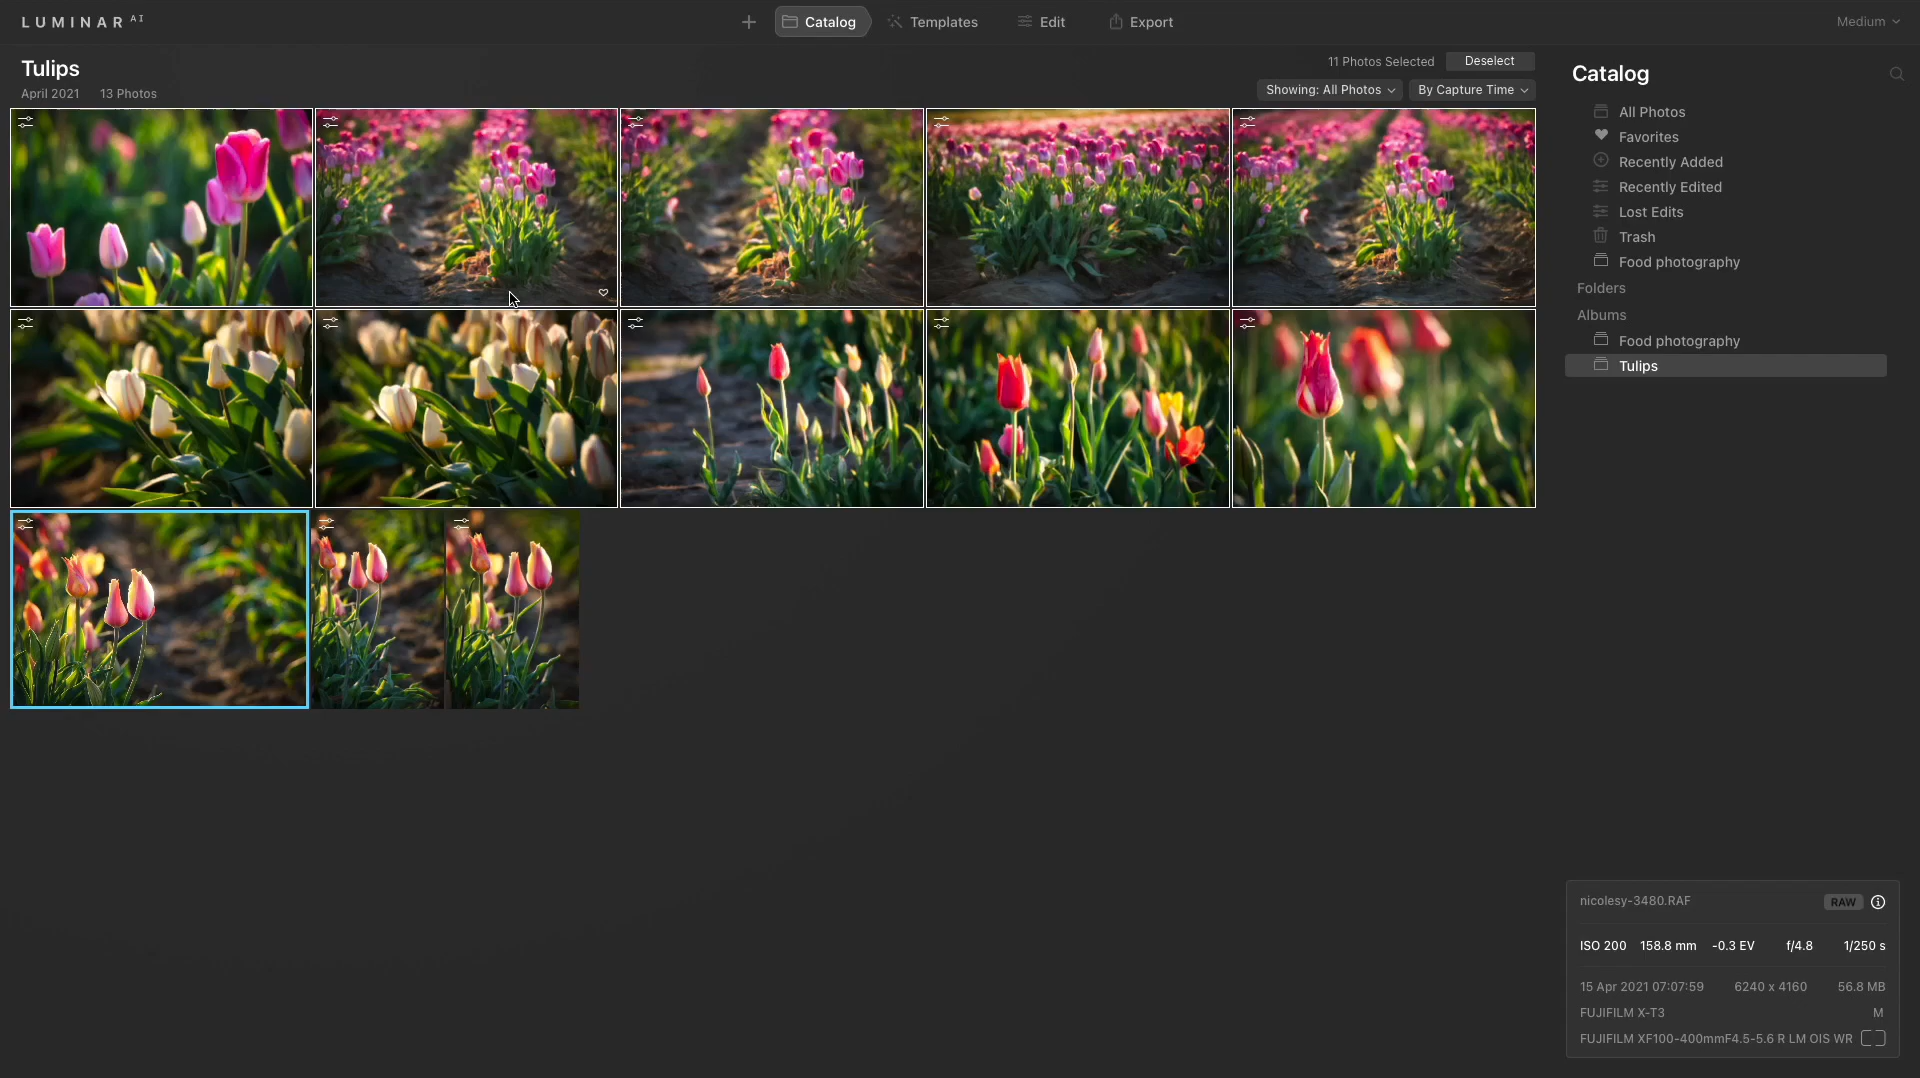 LUMINAR AI
Catalog Templates Edit Export
Medium
Tulips
April 2021 13 Photos
11 Photos Selected Deselect
Showing: All Photos By Capture Time
Catalog
All Photos
Favorites
Recently Added
Recently Edited
Lost Edits
Trash
Food photography
Folders
Albums
Food photography
Tulips
nicolesy-3480.RAF RAW
ISO 200 158.8 mm -0.3 EV f/4.8 1/250 s
15 Apr 2021 07:07:59 6240 x 4160 56.8 MB
FUJIFILM X-T3 M
FUJIFILM XF100-400mmF4.5-5.6 R LM OIS WR